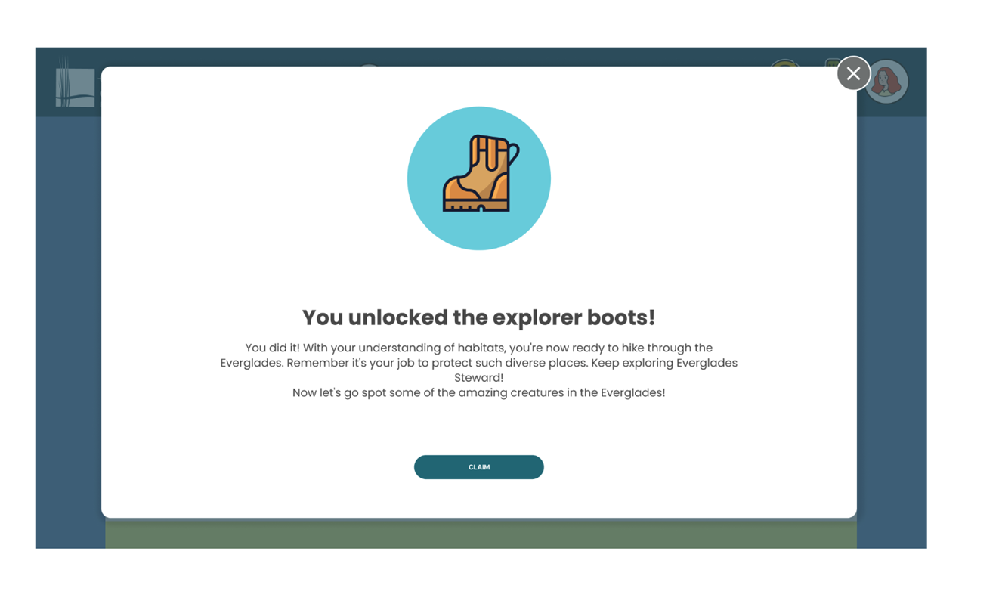 You unlocked the explorer boots!
You did it! With your understanding of habitats, you're now ready to hike through the
Everglades. Remember it's your job to protect such diverse places. Keep exploring Everglades
Steward!
Now let's go spot some of the amazing creatures in the Everglades!
CLAIM